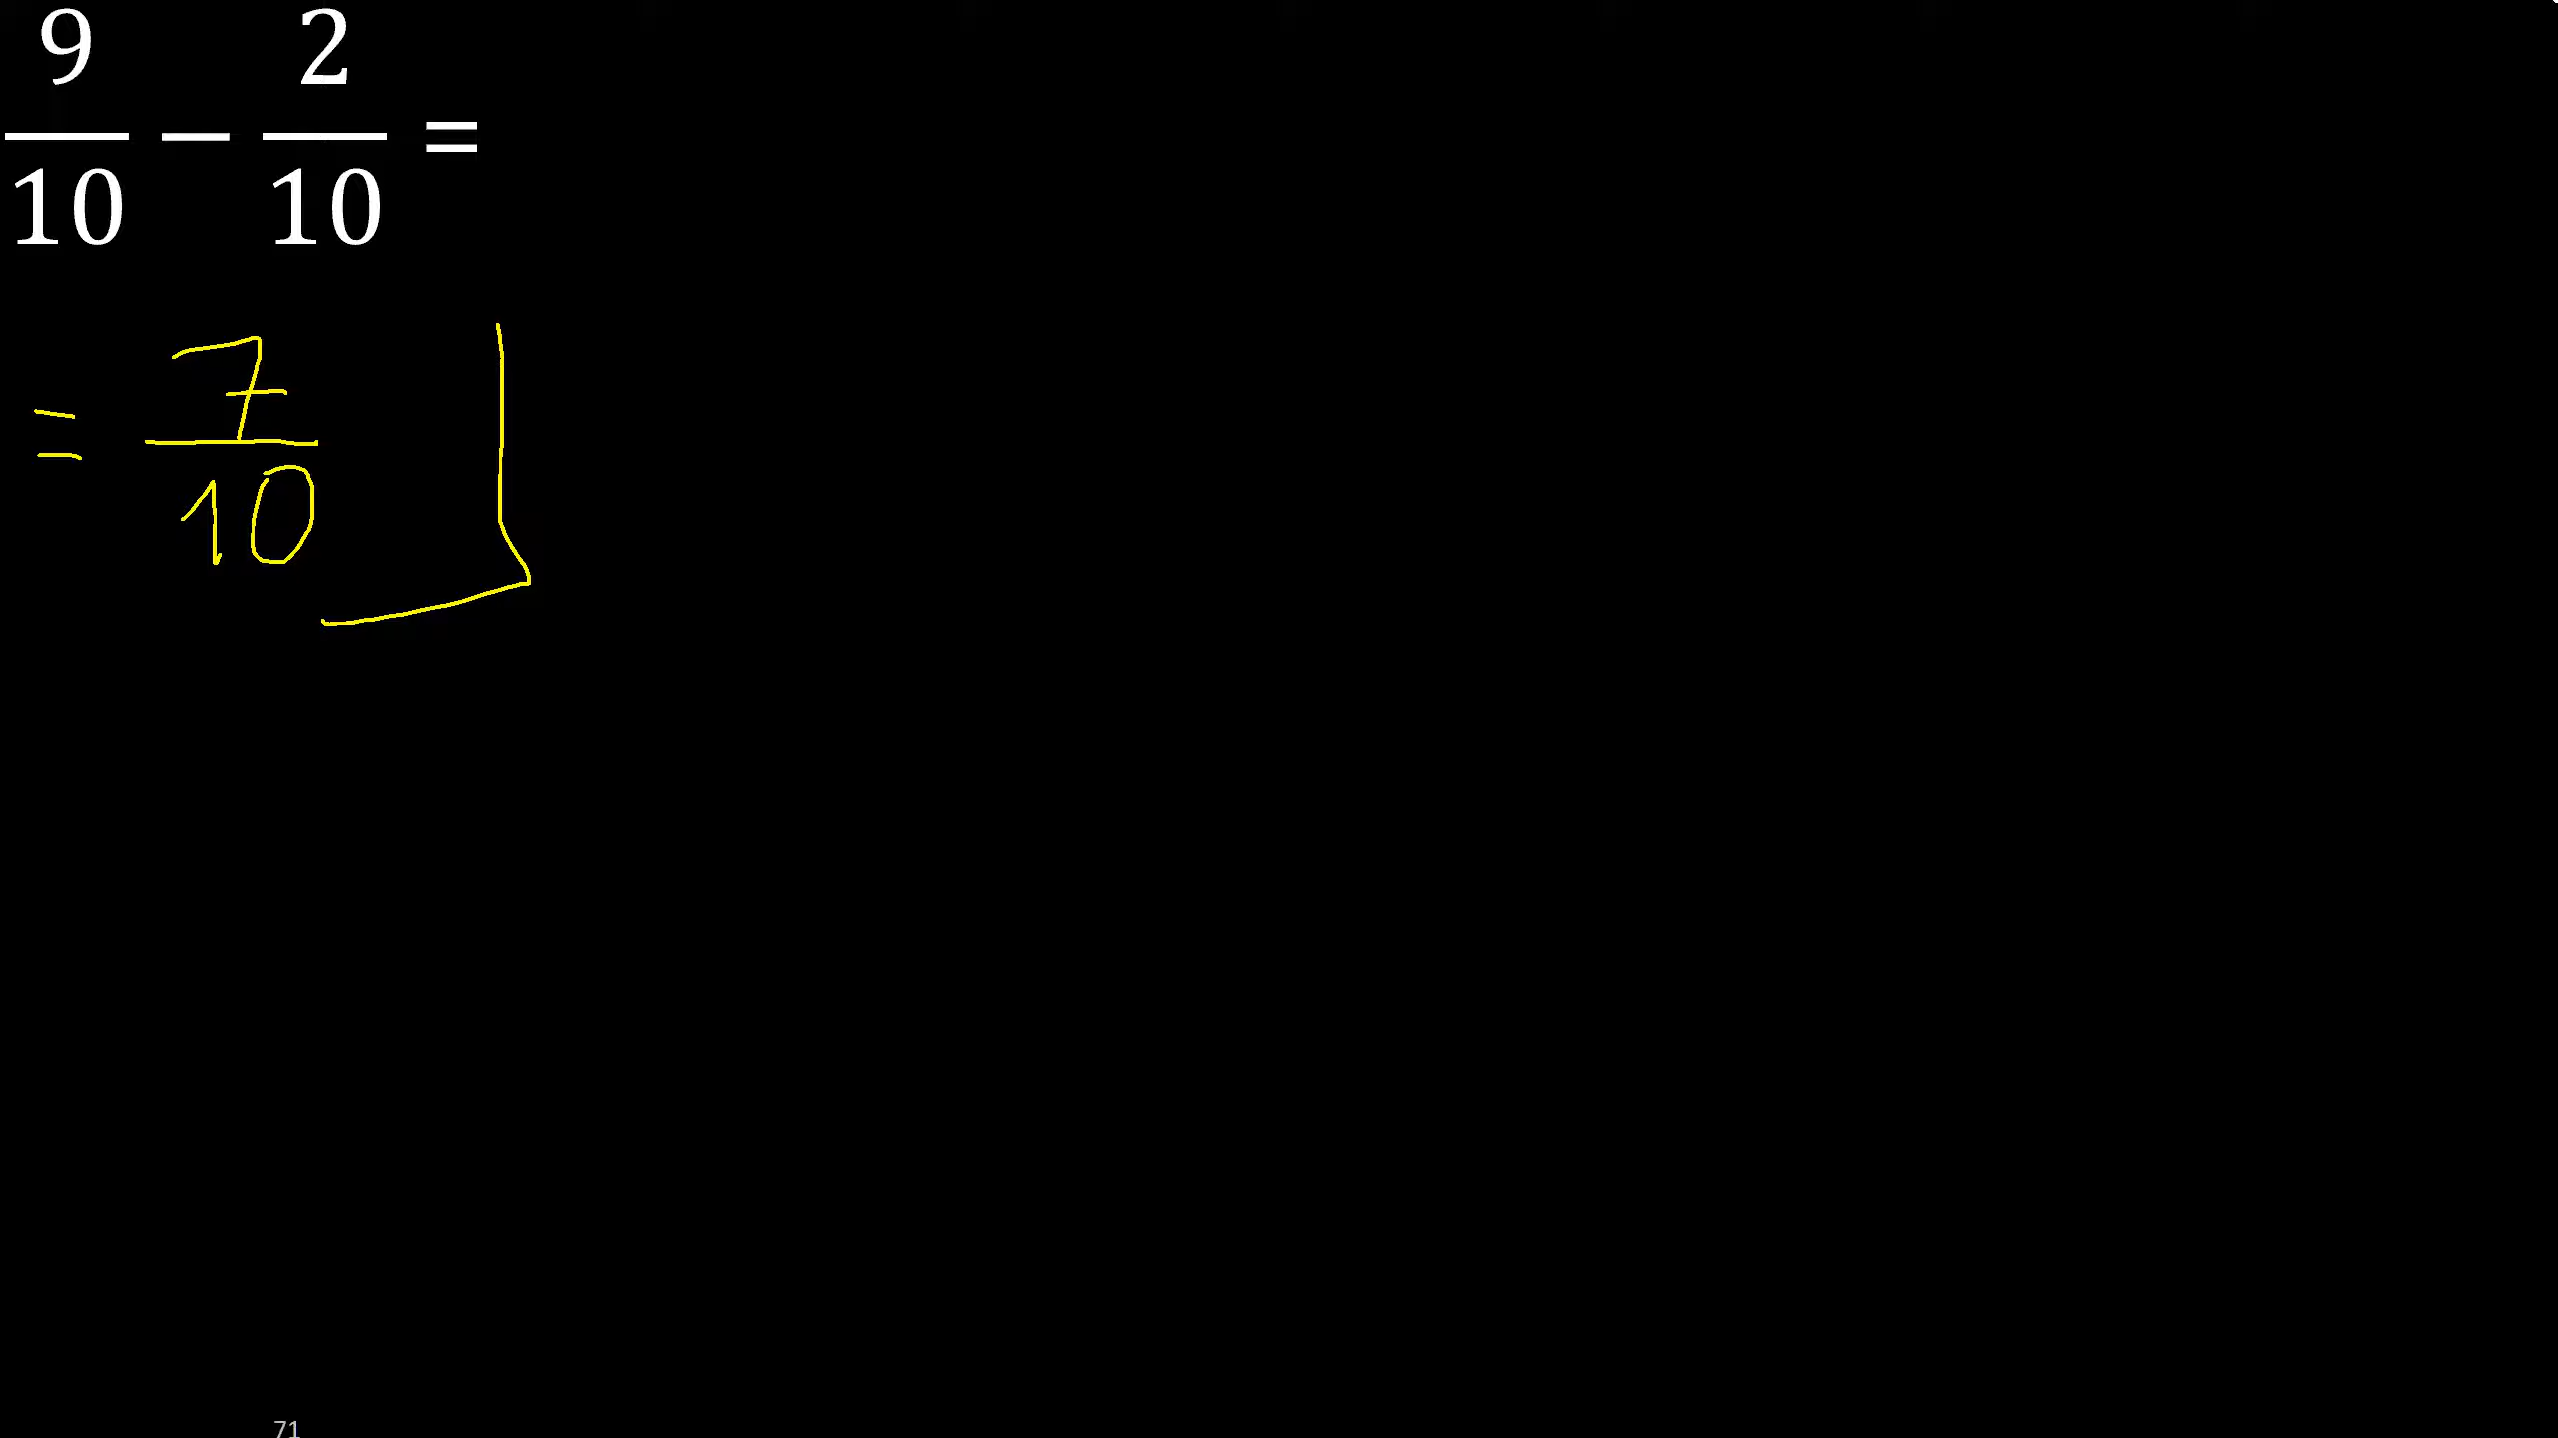 9/10 − 2/10 =
= 7/10
71